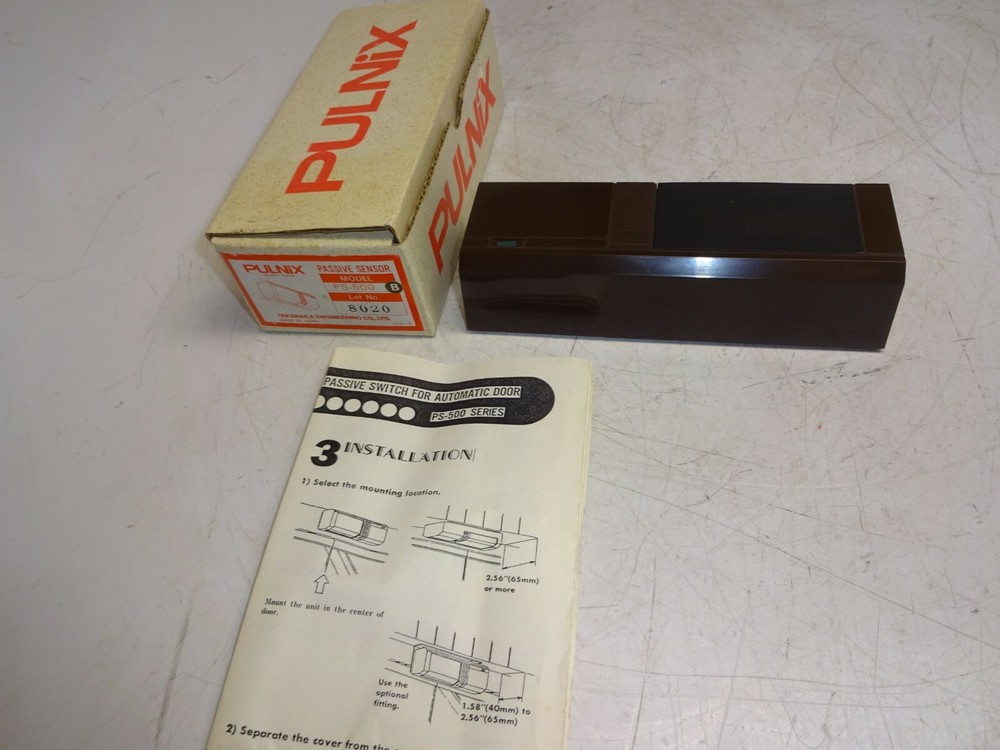 PULNiX
PULNiX
PULNiX PASSIVE SENSOR
MODEL
PS-500 B
Lot No.
8020
TAKENAKA ENGINEERING CO., LTD.
MADE IN JAPAN
PASSIVE SWITCH FOR AUTOMATIC DOOR
PS-500 SERIES
3 INSTALLATION
1) Select the mounting location.
2.56"(65mm)
or more
Mount the unit in the center of
door.
Use the
optional
fitting.
1.58"(40mm) to
2.56"(65mm)
2) Separate the cover from the